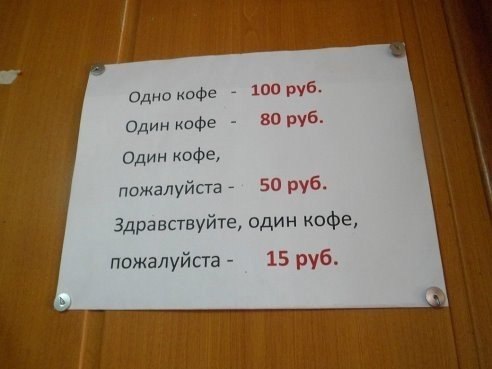 Одно кофе - 100 руб.
Один кофе - 80 руб.
Один кофе,
пожалуйста - 50 руб.
Здравствуйте, один кофе,
пожалуйста - 15 руб.